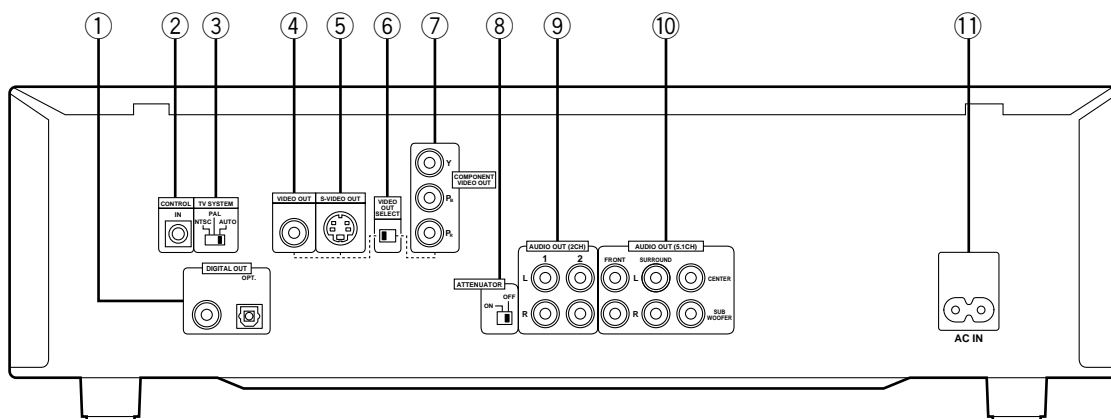 ① ② ③ ④ ⑤ ⑥ ⑦ ⑧ ⑨ ⑩ ⑪
CONTROL
IN
TV SYSTEM
PAL
NTSC AUTO
VIDEO OUT
S-VIDEO OUT
VIDEO
OUT
SELECT
Y
COMPONENT
VIDEO OUT
PB
PR
DIGITAL OUT
OPT.
ATTENUATOR
OFF
ON
AUDIO OUT (2CH)
1 2
L
R
AUDIO OUT (5.1CH)
FRONT SURROUND
L CENTER
R SUB
WOOFER
AC IN